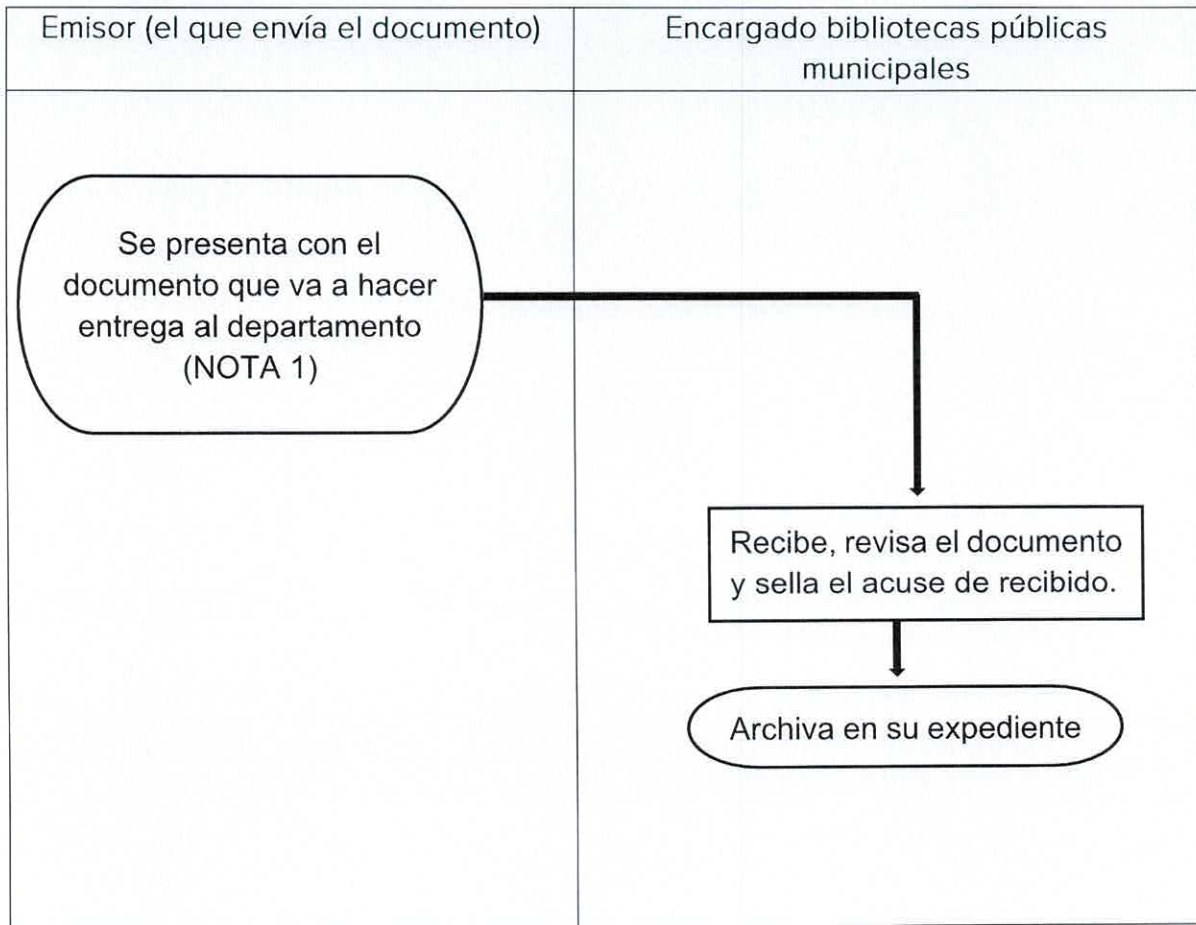 Emisor (el que envía el documento)
Encargado bibliotecas públicas
municipales
Se presenta con el
documento que va a hacer
entrega al departamento
(NOTA 1)
Recibe, revisa el documento
y sella el acuse de recibido.
Archiva en su expediente